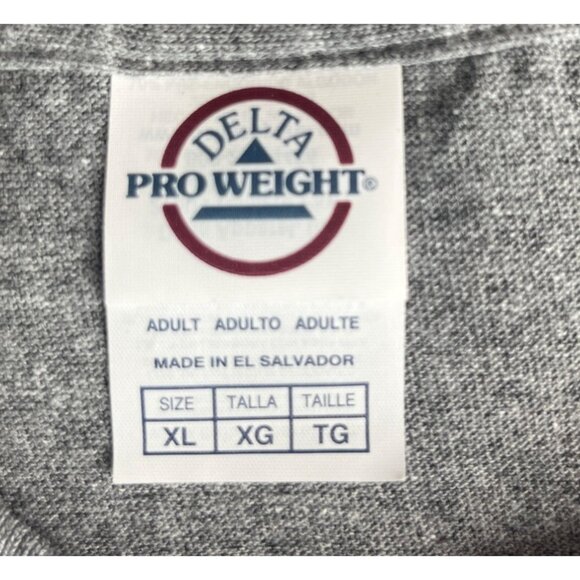 DELTA
PRO WEIGHT®
ADULT ADULTO ADULTE
MADE IN EL SALVADOR
SIZE TALLA TAILLE
XL XG TG